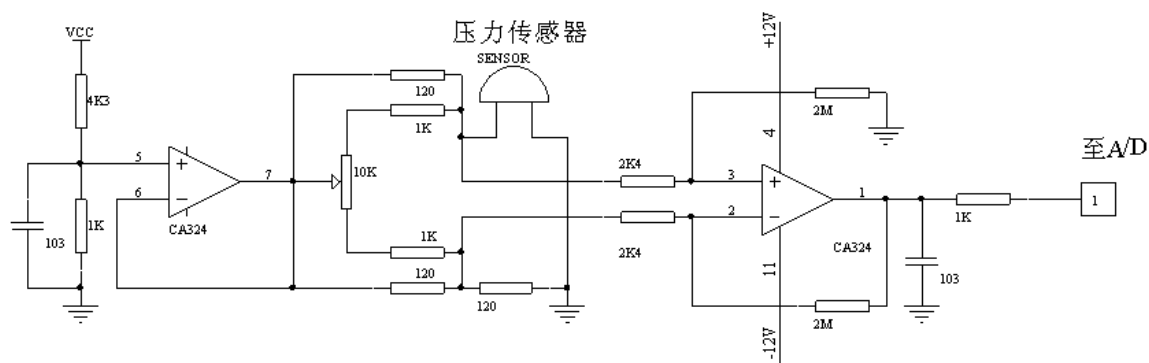 压力传感器
VCC
SENSOR
+12V
4K3
120
1K
2M
4
至A/D
5
6
7
10K
2K4
3
2
1
1
CA324
1K
103
1K
2K4
CA324
1K
120
120
11
103
2M
-12V